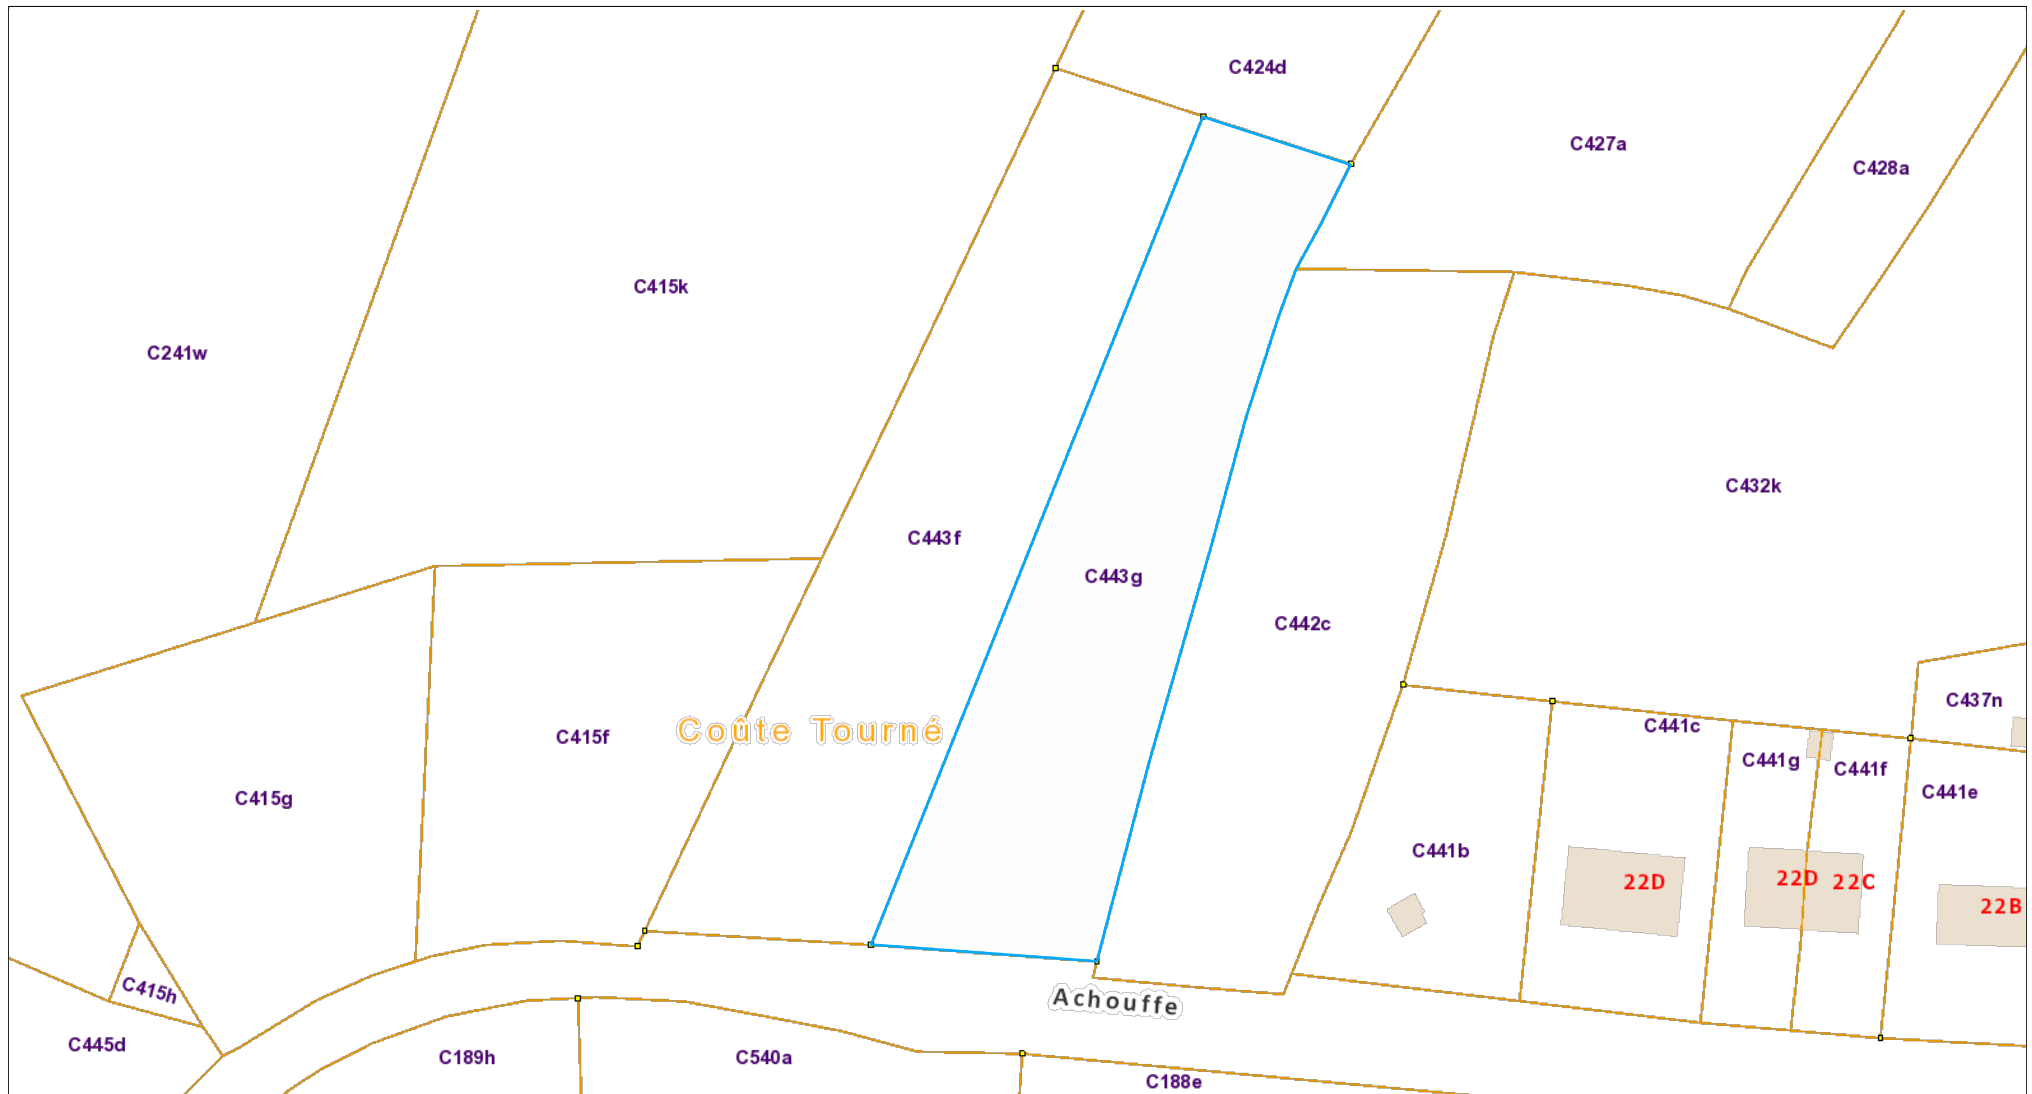 C424d
C427a
C428a
C415k
C241w
C432k
C443f
C443g
C442c
C437n
C441c
Coûte Tourné
C415f
C441g
C441f
C441e
C415g
C441b
22D
22D
22C
22B
C415h
Achouffe
C445d
C189h
C540a
C188e